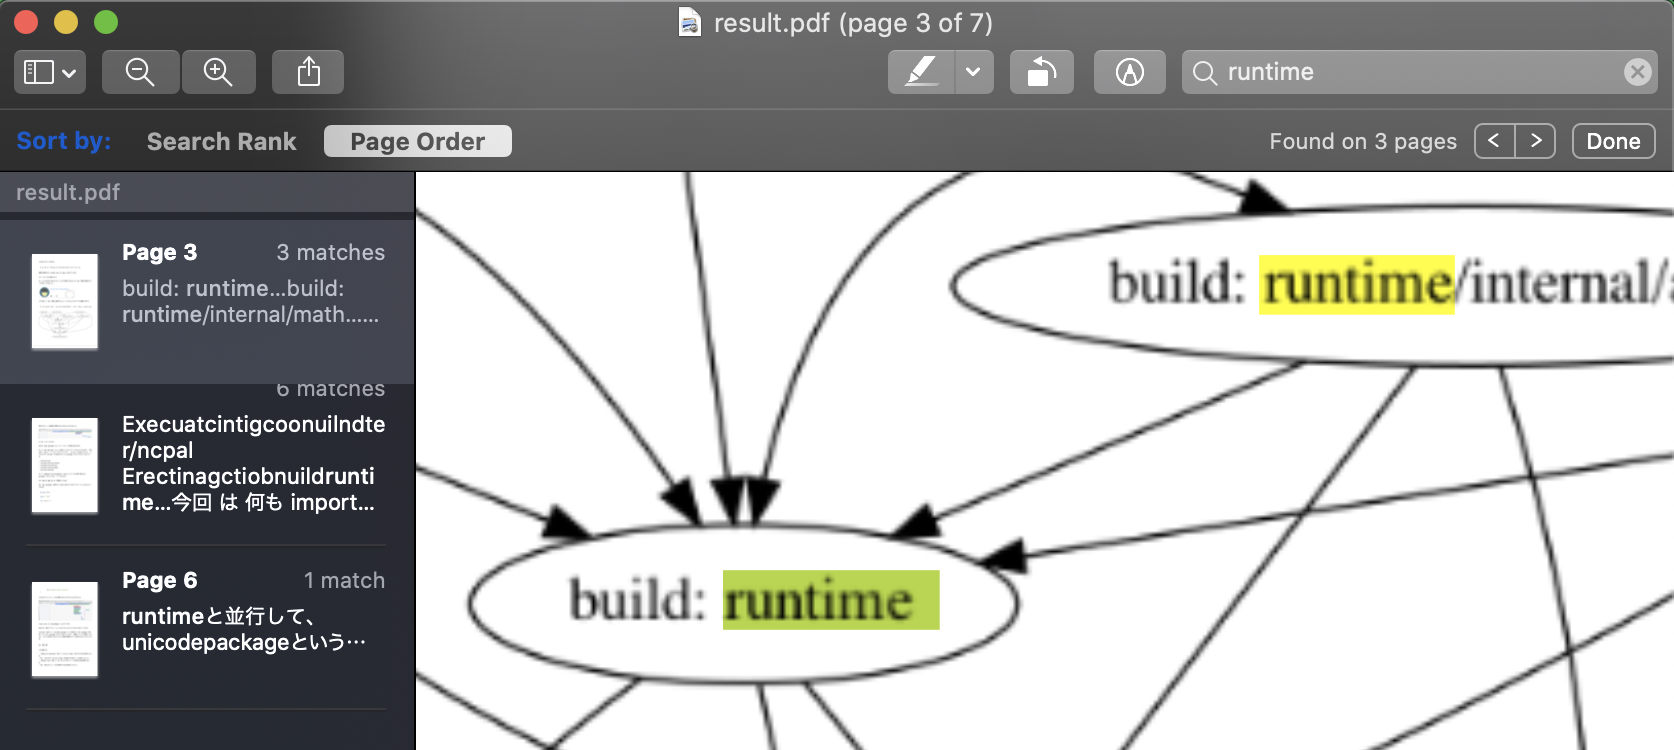 result.pdf (page 3 of 7)
runtime
Sort by:
Search Rank
Page Order
Found on 3 pages
Done
result.pdf
Page 3
3 matches
build: runtime...build:
runtime/internal/math......
6 matches
Execuatcintigcoonuilndte
r/ncpal
Erectinagctiobnuildrunti
me...今回 は 何も import...
Page 6
1 match
runtimeと並行して、
unicodepackageという…
build: runtime/internal/
build: runtime